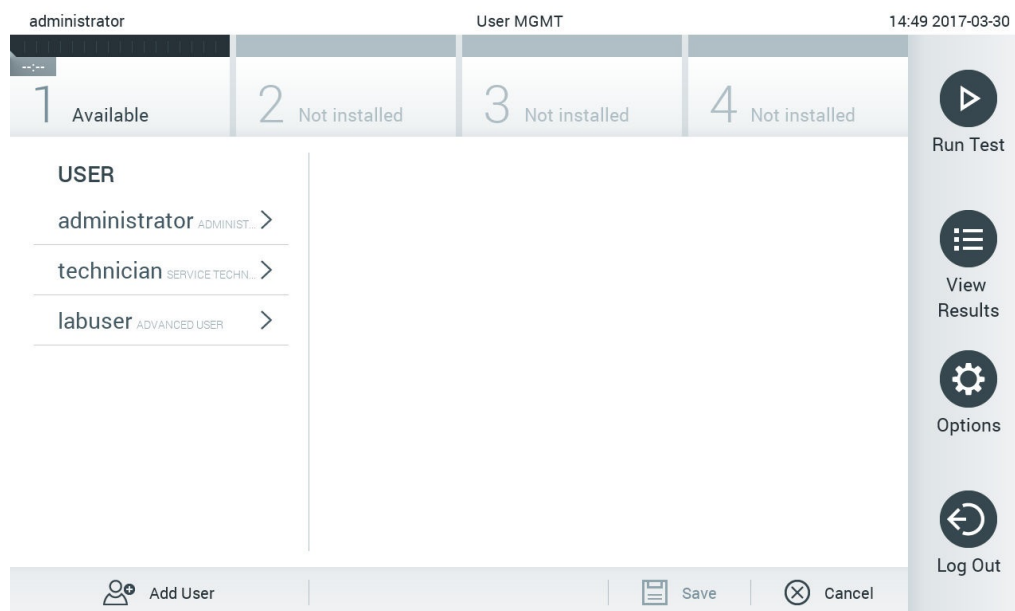 administrator User MGMT 14:49 2017-03-30
--:--
1 Available 2 Not installed 3 Not installed 4 Not installed
Run Test
USER
administrator ADMINIST...
technician SERVICE TECHN...
labuser ADVANCED USER
View
Results
Options
Log Out
Add User Save Cancel